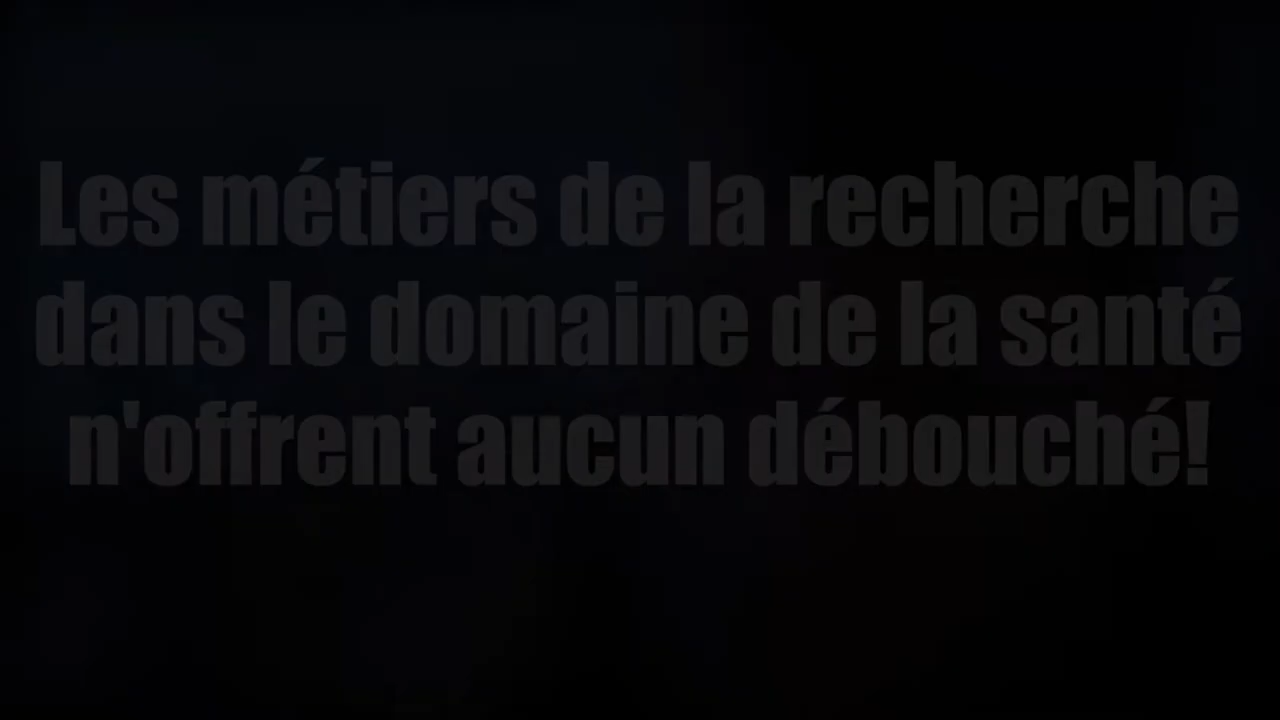 Les métiers de la recherche
dans le domaine de la santé
n'offrent aucun débouché!